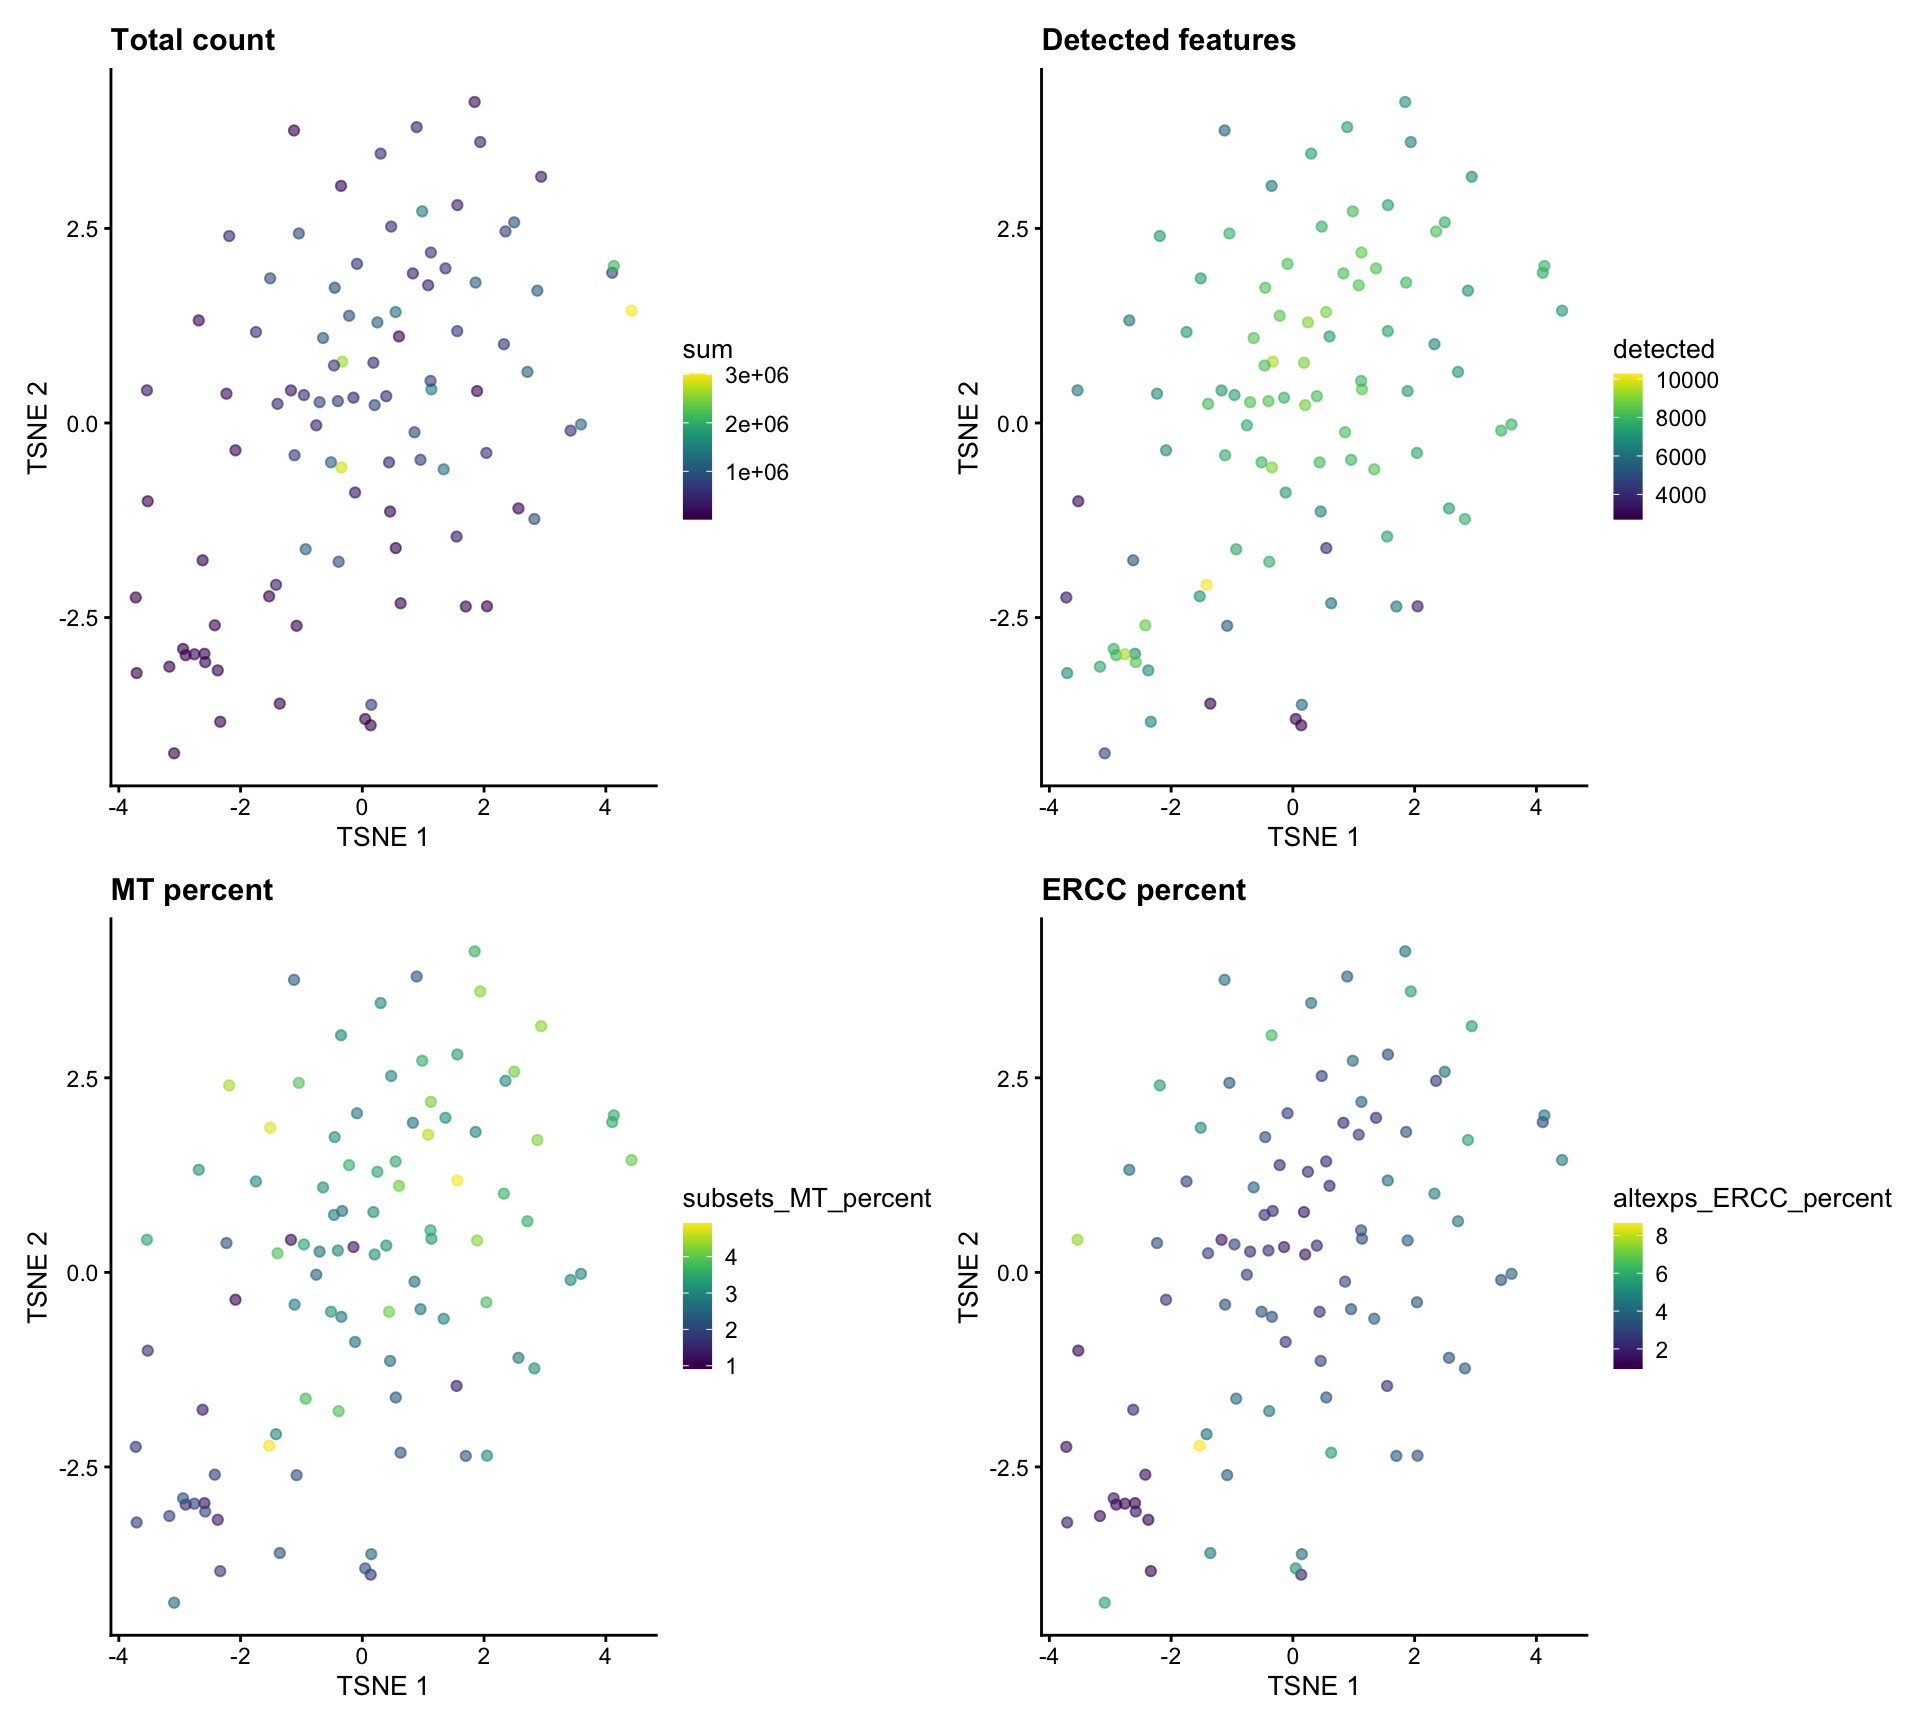 Total count
2.5
0.0
-2.5
TSNE 2
-4 -2 0 2 4
TSNE 1
sum
3e+06
2e+06
1e+06
Detected features
2.5
0.0
-2.5
TSNE 2
-4 -2 0 2 4
TSNE 1
detected
10000
8000
6000
4000
MT percent
2.5
0.0
-2.5
TSNE 2
-4 -2 0 2 4
TSNE 1
subsets_MT_percent
4
3
2
1
ERCC percent
2.5
0.0
-2.5
TSNE 2
-4 -2 0 2 4
TSNE 1
altexps_ERCC_percent
8
6
4
2